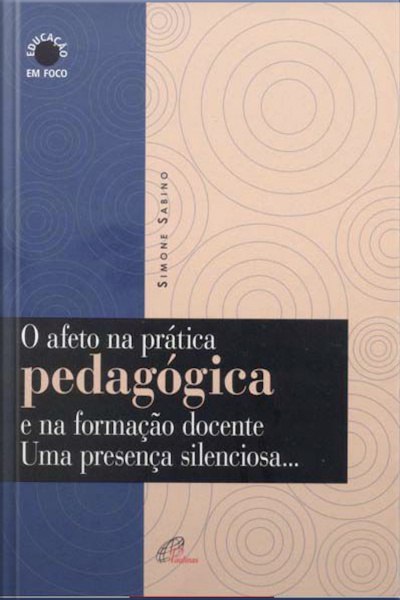 EDUCAÇÃO
EM FOCO
SIMONE SABINO
O afeto na prática
pedagógica
e na formação docente
Uma presença silenciosa...
Paulinas